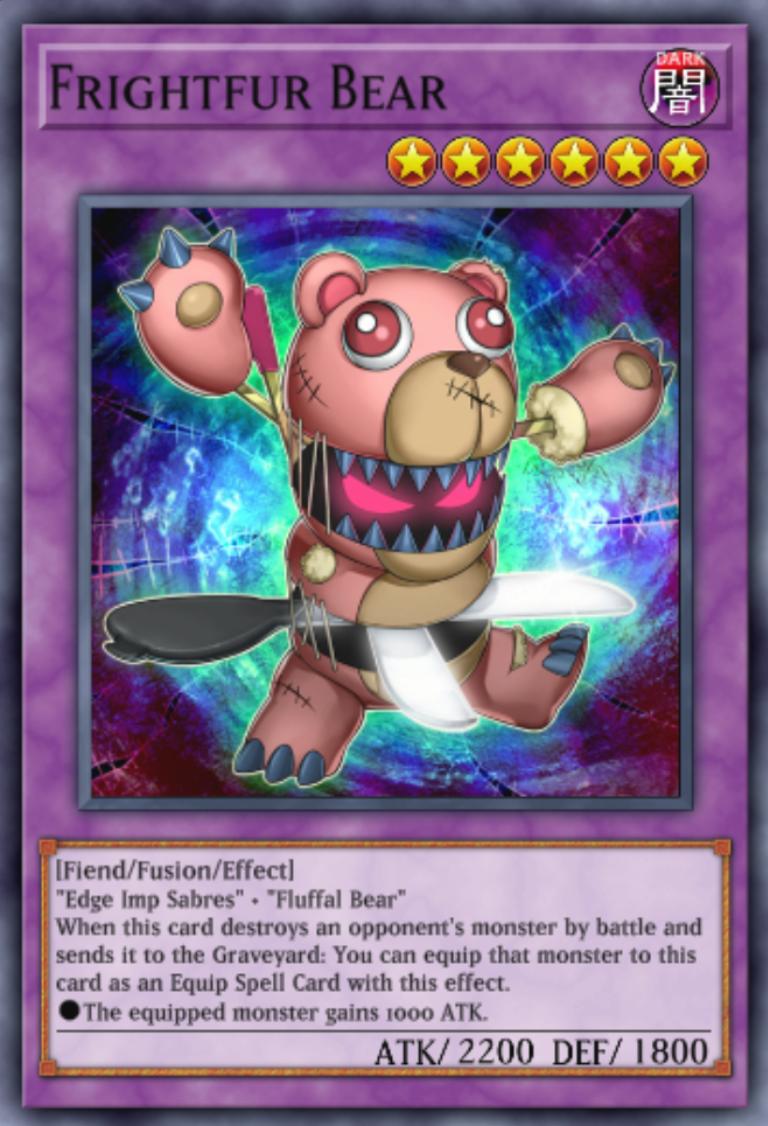 Frightfur Bear
DARK
闇
[Fiend/Fusion/Effect]
"Edge Imp Sabres" + "Fluffal Bear"
When this card destroys an opponent's monster by battle and
sends it to the Graveyard: You can equip that monster to this
card as an Equip Spell Card with this effect.
●The equipped monster gains 1000 ATK.
ATK/ 2200 DEF/ 1800